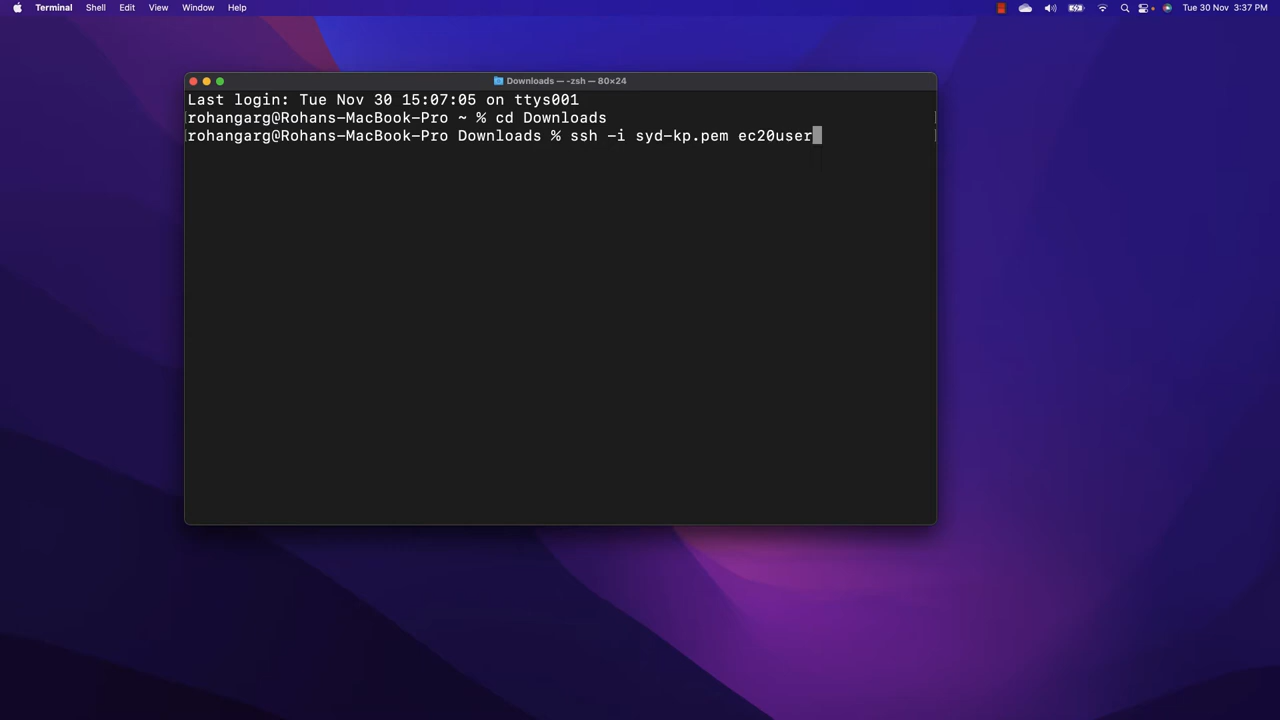 Terminal Shell Edit View Window Help Tue 30 Nov 3:37 PM
Downloads — -zsh — 80×24
Last login: Tue Nov 30 15:07:05 on ttys001
[rohangarg@Rohans-MacBook-Pro ~ % cd Downloads ]
[rohangarg@Rohans-MacBook-Pro Downloads % ssh -i syd-kp.pem ec20user ]